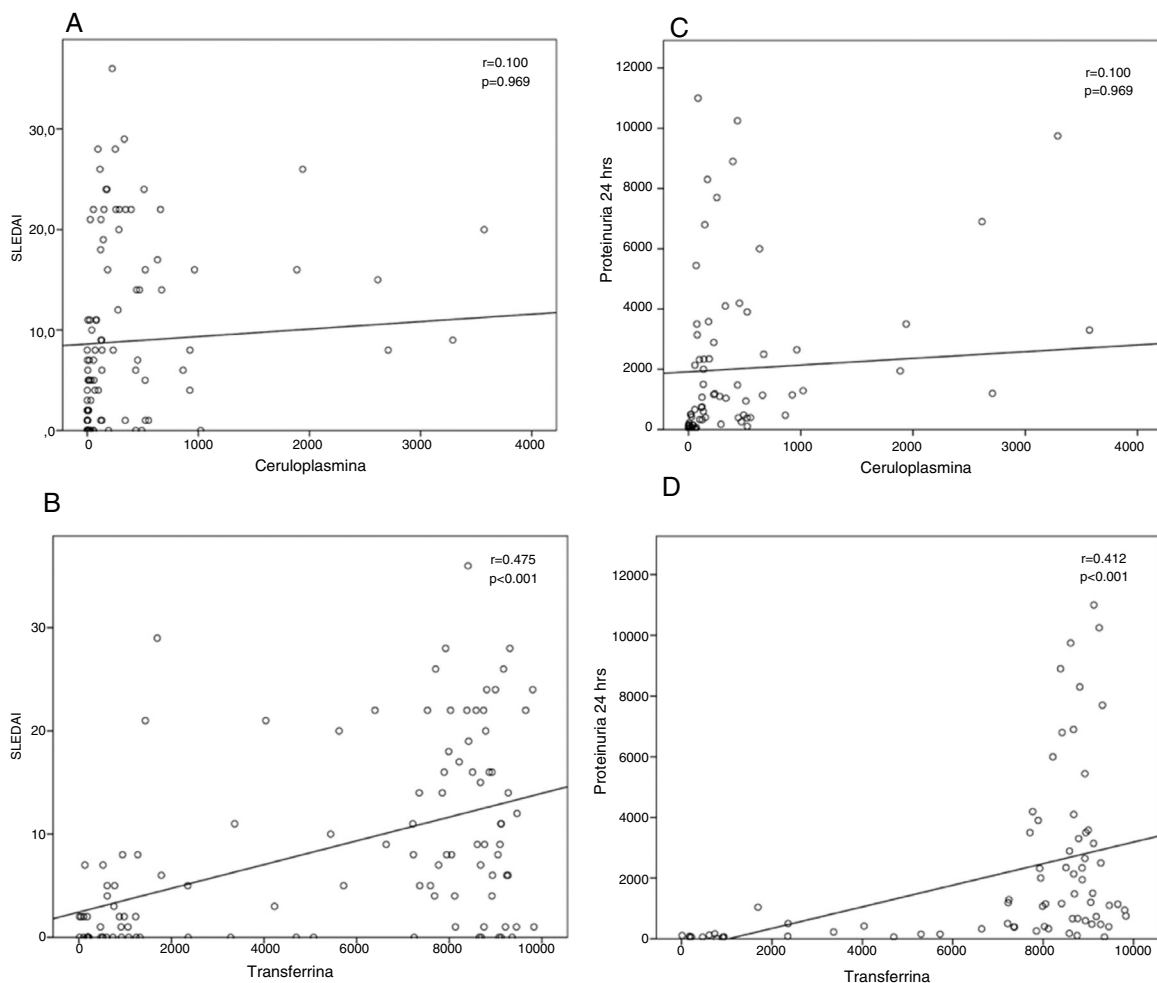 A
r=0.100
p=0.969
30,0
20,0
10,0
,0
SLEDAI
0
1000
2000
3000
4000
Ceruloplasmina
C
r=0.100
p=0.969
12000
10000
8000
6000
4000
2000
0
Proteinuria 24 hrs
0
1000
2000
3000
4000
Ceruloplasmina
B
r=0.475
p<0.001
30
20
10
0
SLEDAI
0
2000
4000
6000
8000
10000
Transferrina
D
r=0.412
p<0.001
12000
10000
8000
6000
4000
2000
0
Proteinuria 24 hrs
0
2000
4000
6000
8000
10000
Transferrina